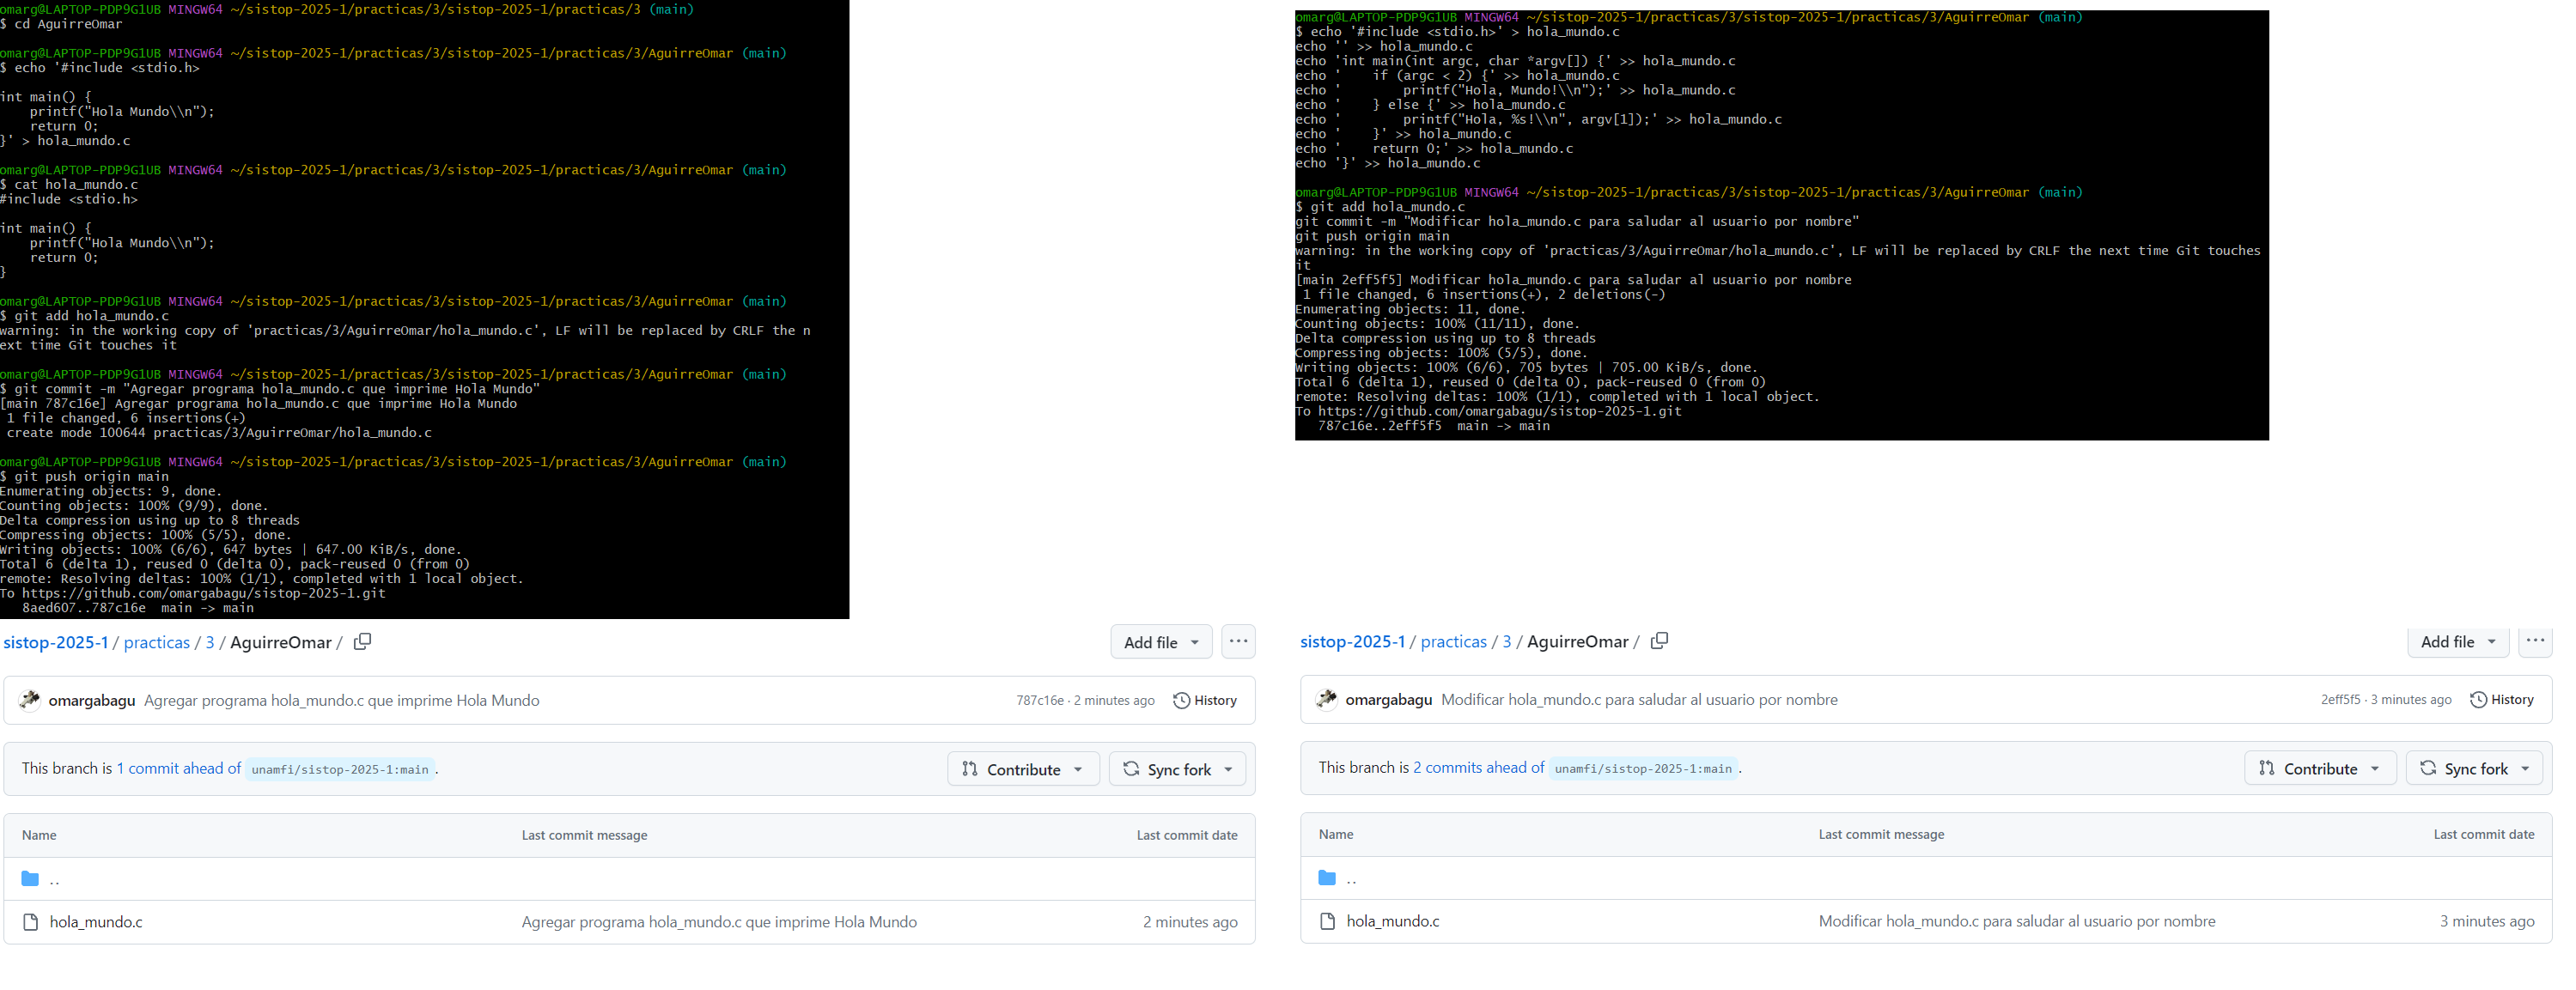 omarg@LAPTOP-PDP9G1UB MINGW64 ~/sistop-2025-1/practicas/3/sistop-2025-1/practicas/3 (main)
$ cd AguirreOmar
omarg@LAPTOP-PDP9G1UB MINGW64 ~/sistop-2025-1/practicas/3/sistop-2025-1/practicas/3/AguirreOmar (main)
$ echo '#include <stdio.h>
int main() {
    printf("Hola Mundo\\n");
    return 0;
}' > hola_mundo.c
omarg@LAPTOP-PDP9G1UB MINGW64 ~/sistop-2025-1/practicas/3/sistop-2025-1/practicas/3/AguirreOmar (main)
$ cat hola_mundo.c
#include <stdio.h>
int main() {
    printf("Hola Mundo\\n");
    return 0;
}
omarg@LAPTOP-PDP9G1UB MINGW64 ~/sistop-2025-1/practicas/3/sistop-2025-1/practicas/3/AguirreOmar (main)
$ git add hola_mundo.c
warning: in the working copy of 'practicas/3/AguirreOmar/hola_mundo.c', LF will be replaced by CRLF the n
ext time Git touches it
omarg@LAPTOP-PDP9G1UB MINGW64 ~/sistop-2025-1/practicas/3/sistop-2025-1/practicas/3/AguirreOmar (main)
$ git commit -m "Agregar programa hola_mundo.c que imprime Hola Mundo"
[main 787c16e] Agregar programa hola_mundo.c que imprime Hola Mundo
 1 file changed, 6 insertions(+)
 create mode 100644 practicas/3/AguirreOmar/hola_mundo.c
omarg@LAPTOP-PDP9G1UB MINGW64 ~/sistop-2025-1/practicas/3/sistop-2025-1/practicas/3/AguirreOmar (main)
$ git push origin main
Enumerating objects: 9, done.
Counting objects: 100% (9/9), done.
Delta compression using up to 8 threads
Compressing objects: 100% (5/5), done.
Writing objects: 100% (6/6), 647 bytes | 647.00 KiB/s, done.
Total 6 (delta 1), reused 0 (delta 0), pack-reused 0 (from 0)
remote: Resolving deltas: 100% (1/1), completed with 1 local object.
To https://github.com/omargabagu/sistop-2025-1.git
   8aed607..787c16e  main -> main
sistop-2025-1 / practicas / 3 / AguirreOmar /
Add file
omargabagu Agregar programa hola_mundo.c que imprime Hola Mundo
787c16e · 2 minutes ago History
This branch is 1 commit ahead of unamfi/sistop-2025-1:main .
Contribute Sync fork
Name Last commit message Last commit date
..
hola_mundo.c Agregar programa hola_mundo.c que imprime Hola Mundo 2 minutes ago
omarg@LAPTOP-PDP9G1UB MINGW64 ~/sistop-2025-1/practicas/3/sistop-2025-1/practicas/3/AguirreOmar (main)
$ echo '#include <stdio.h>' > hola_mundo.c
echo '' >> hola_mundo.c
echo 'int main(int argc, char *argv[]) {' >> hola_mundo.c
echo '    if (argc < 2) {' >> hola_mundo.c
echo '        printf("Hola, Mundo!\\n");' >> hola_mundo.c
echo '    } else {' >> hola_mundo.c
echo '        printf("Hola, %s!\\n", argv[1]);' >> hola_mundo.c
echo '    }' >> hola_mundo.c
echo '    return 0;' >> hola_mundo.c
echo '}' >> hola_mundo.c
omarg@LAPTOP-PDP9G1UB MINGW64 ~/sistop-2025-1/practicas/3/sistop-2025-1/practicas/3/AguirreOmar (main)
$ git add hola_mundo.c
git commit -m "Modificar hola_mundo.c para saludar al usuario por nombre"
git push origin main
warning: in the working copy of 'practicas/3/AguirreOmar/hola_mundo.c', LF will be replaced by CRLF the next time Git touches
it
[main 2eff5f5] Modificar hola_mundo.c para saludar al usuario por nombre
 1 file changed, 6 insertions(+), 2 deletions(-)
Enumerating objects: 11, done.
Counting objects: 100% (11/11), done.
Delta compression using up to 8 threads
Compressing objects: 100% (5/5), done.
Writing objects: 100% (6/6), 705 bytes | 705.00 KiB/s, done.
Total 6 (delta 1), reused 0 (delta 0), pack-reused 0 (from 0)
remote: Resolving deltas: 100% (1/1), completed with 1 local object.
To https://github.com/omargabagu/sistop-2025-1.git
   787c16e..2eff5f5  main -> main
sistop-2025-1 / practicas / 3 / AguirreOmar /
Add file
omargabagu Modificar hola_mundo.c para saludar al usuario por nombre
2eff5f5 · 3 minutes ago History
This branch is 2 commits ahead of unamfi/sistop-2025-1:main .
Contribute Sync fork
Name Last commit message Last commit date
..
hola_mundo.c Modificar hola_mundo.c para saludar al usuario por nombre 3 minutes ago